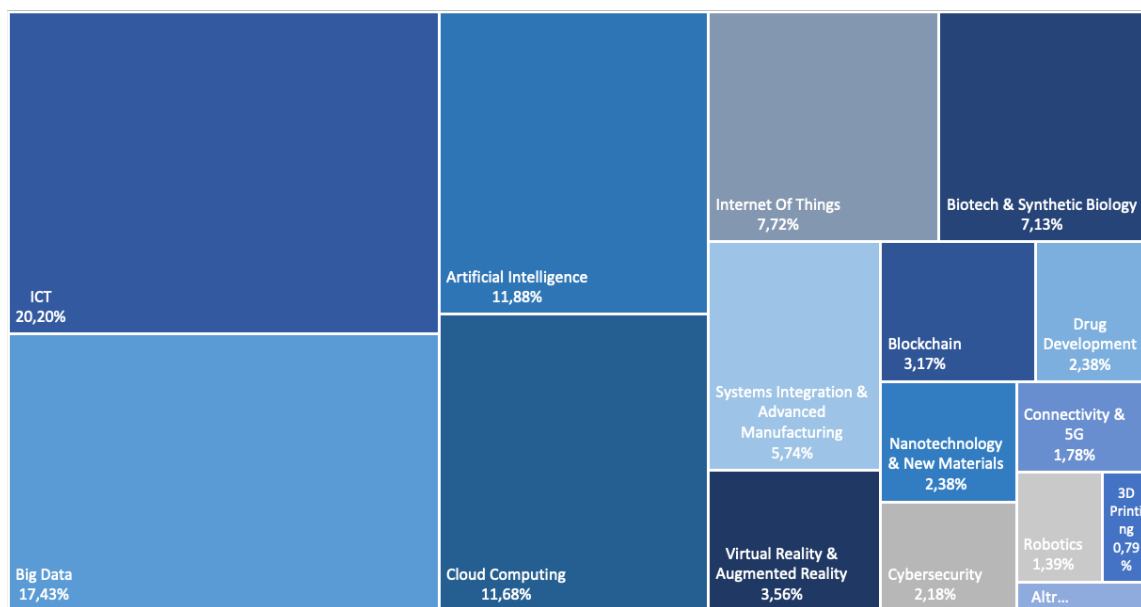 ICT
20,20%
Big Data
17,43%
Artificial Intelligence
11,88%
Cloud Computing
11,68%
Internet Of Things
7,72%
Biotech & Synthetic Biology
7,13%
Systems Integration &
Advanced
Manufacturing
5,74%
Virtual Reality &
Augmented Reality
3,56%
Blockchain
3,17%
Drug
Development
2,38%
Nanotechnology
& New Materials
2,38%
Cybersecurity
2,18%
Connectivity &
5G
1,78%
Robotics
1,39%
3D
Printi
ng
0,79
%
Altr...